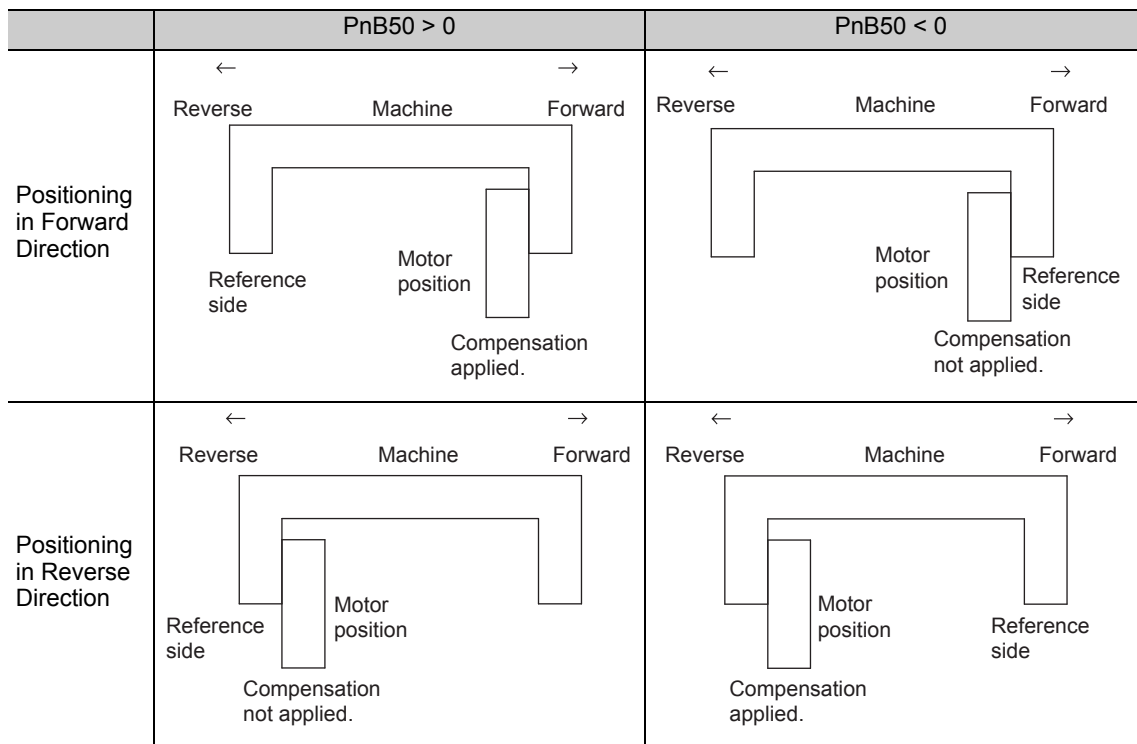 PnB50 > 0
PnB50 < 0
Positioning
in Forward
Direction
← →
Reverse Machine Forward
Reference
side
Motor
position
Compensation
applied.
← →
Reverse Machine Forward
Motor
position
Reference
side
Compensation
not applied.
Positioning
in Reverse
Direction
← →
Reverse Machine Forward
Reference
side
Motor
position
Compensation
not applied.
← →
Reverse Machine Forward
Motor
position
Reference
side
Compensation
applied.